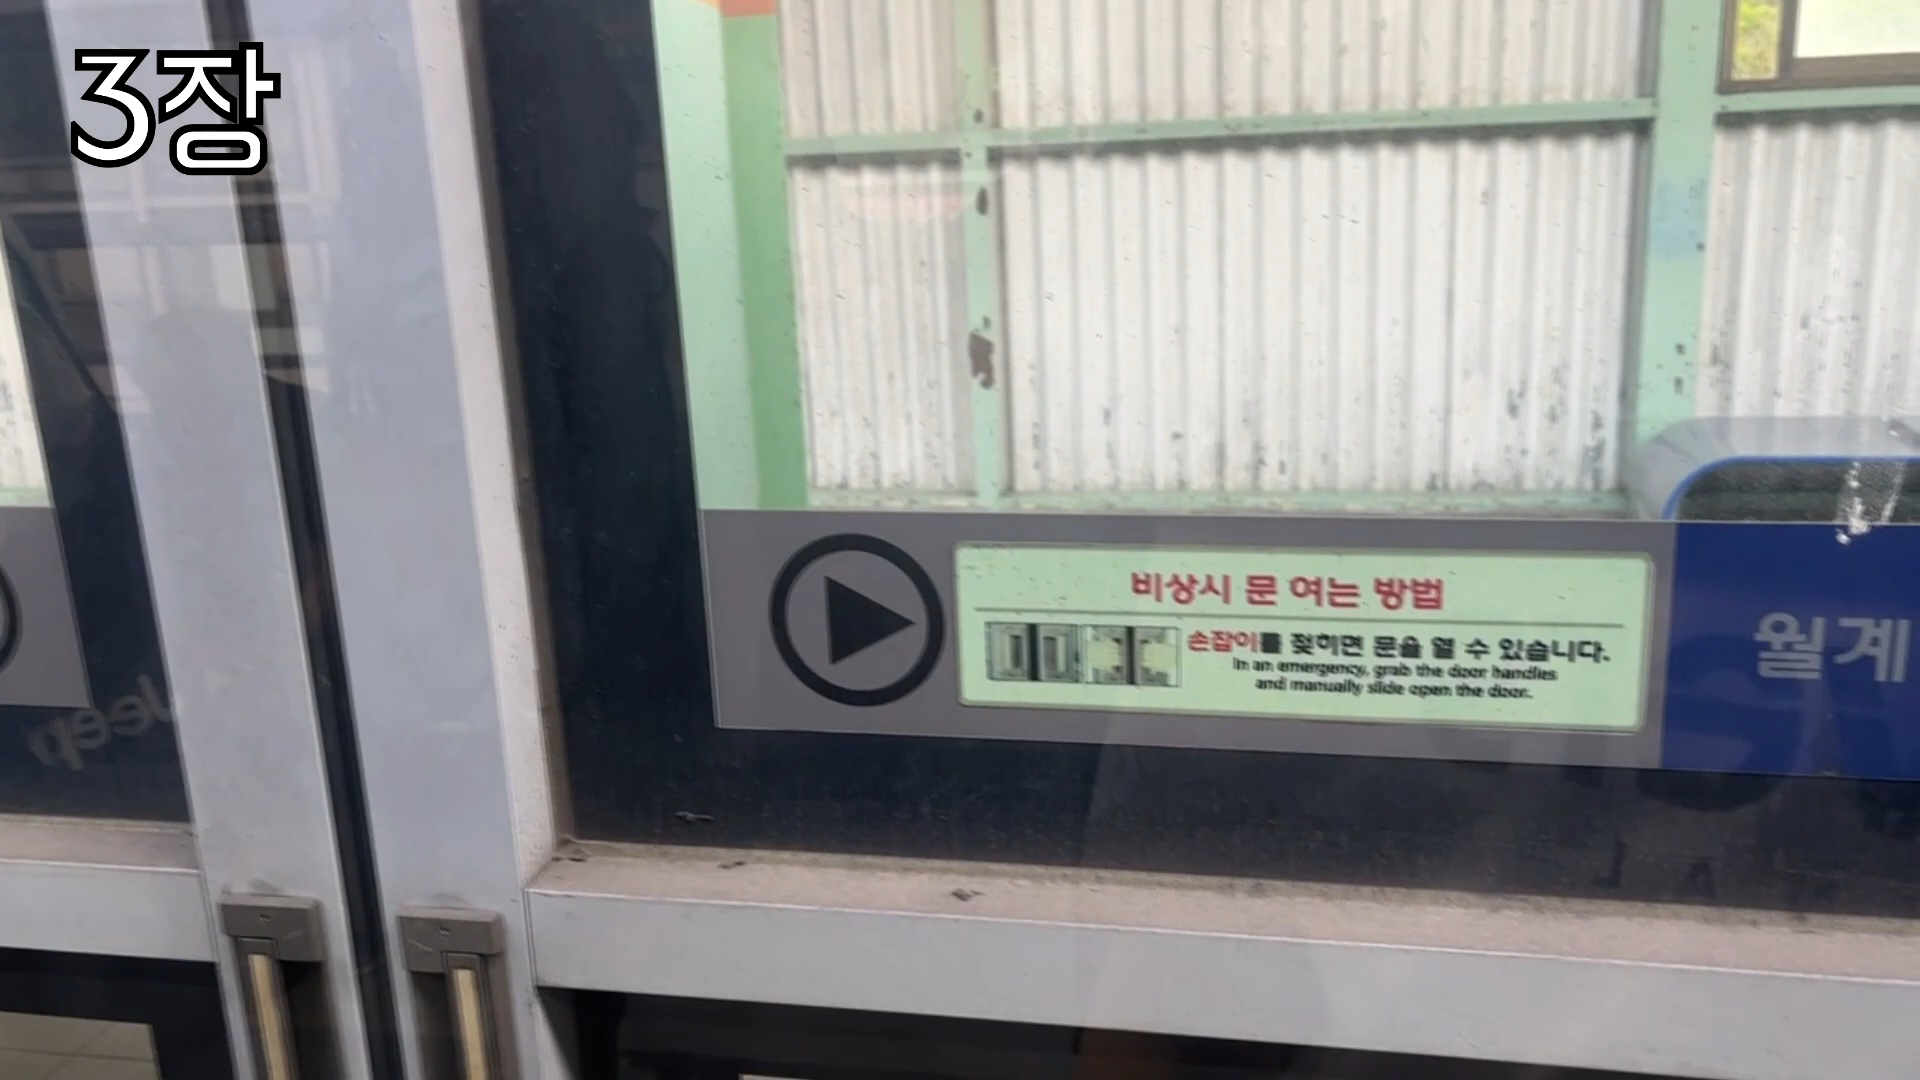 3장
비상시 문 여는 방법
손잡이를 젖히면 문을 열 수 있습니다.
In an emergency, grab the door handles
and manually slide open the door.
월계
Jeep